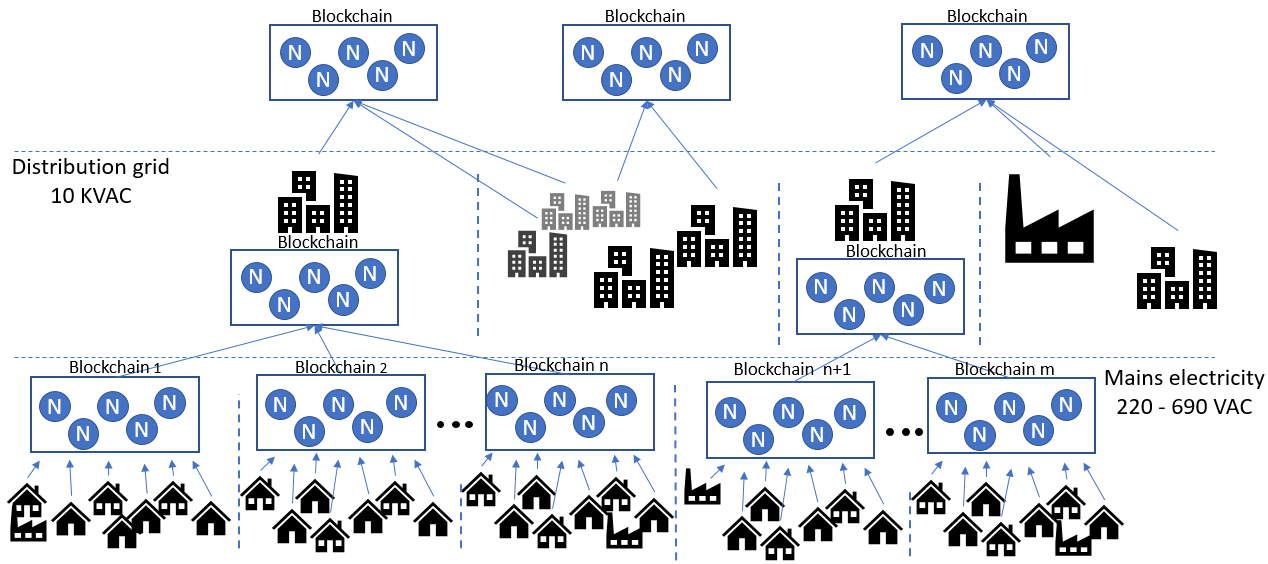 Blockchain
Blockchain
Blockchain
N N N N N
N N N N N
N N N N N
Distribution grid
10 KVAC
Blockchain
Blockchain
N N N N N
N N N N N
Blockchain 1
Blockchain 2
Blockchain n
Blockchain n+1
Blockchain m
Mains electricity
220 - 690 VAC
N N N N N
N N N N N
N N N N N
N N N N N
N N N N N